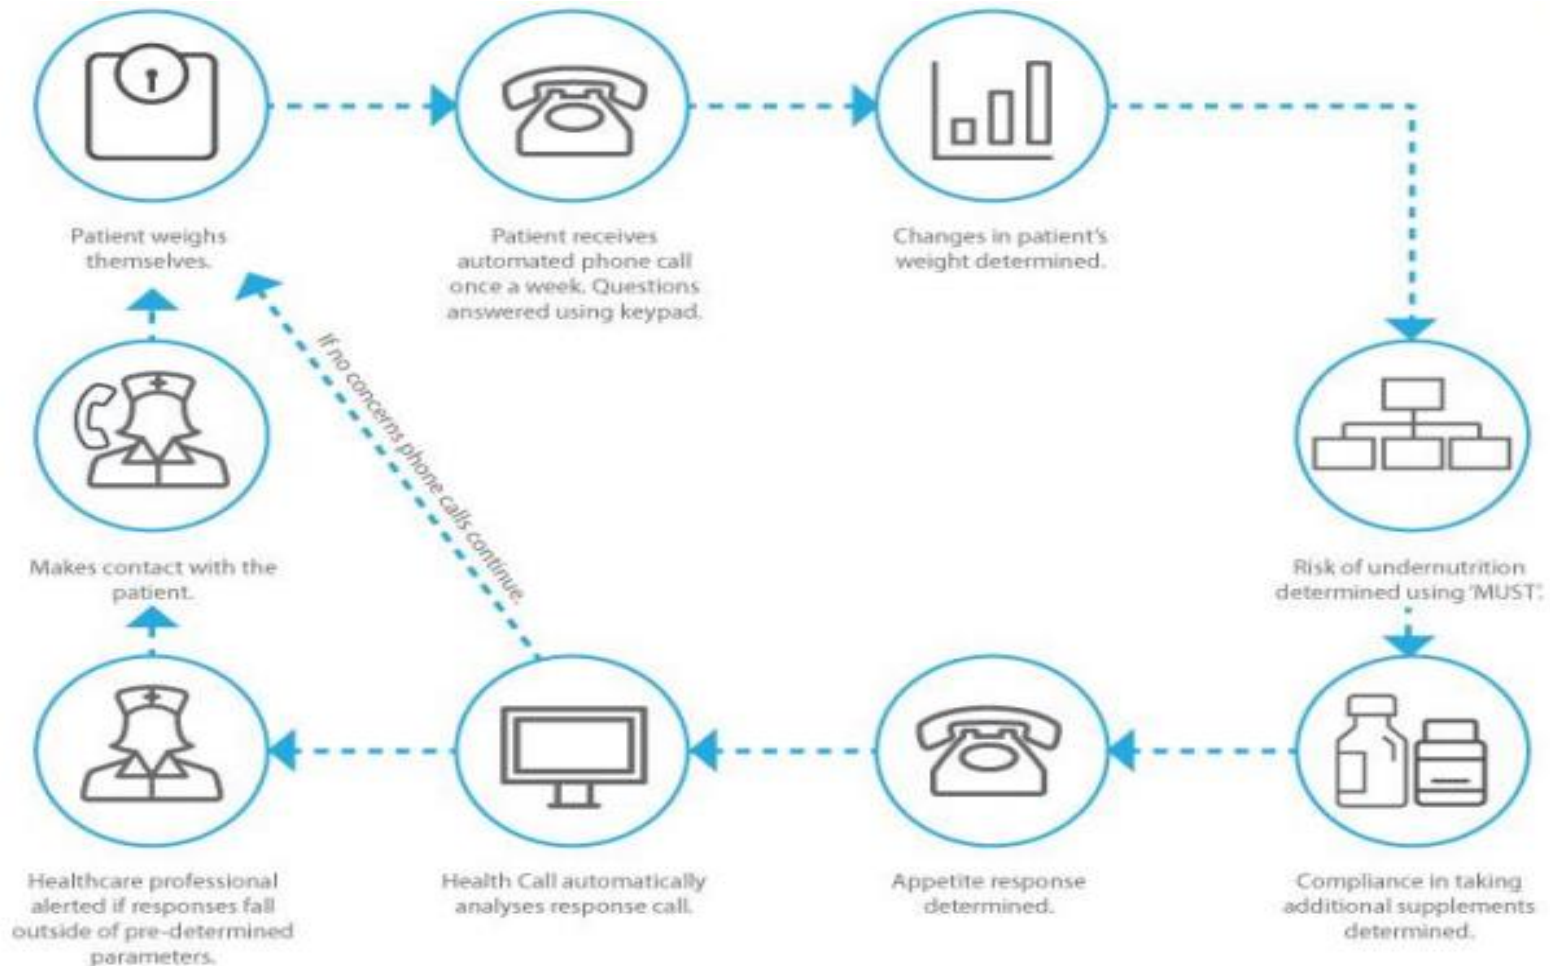 Patient weighs
themselves.
Patient receives
automated phone call
once a week. Questions
answered using keypad.
Changes in patient's
weight determined.
Risk of undernutrition
determined using 'MUST'.
Compliance in taking
additional supplements
determined.
Appetite response
determined.
Health Call automatically
analyses response call.
If no concerns phone calls continue.
Healthcare professional
alerted if responses fall
outside of pre-determined
parameters.
Makes contact with the
patient.